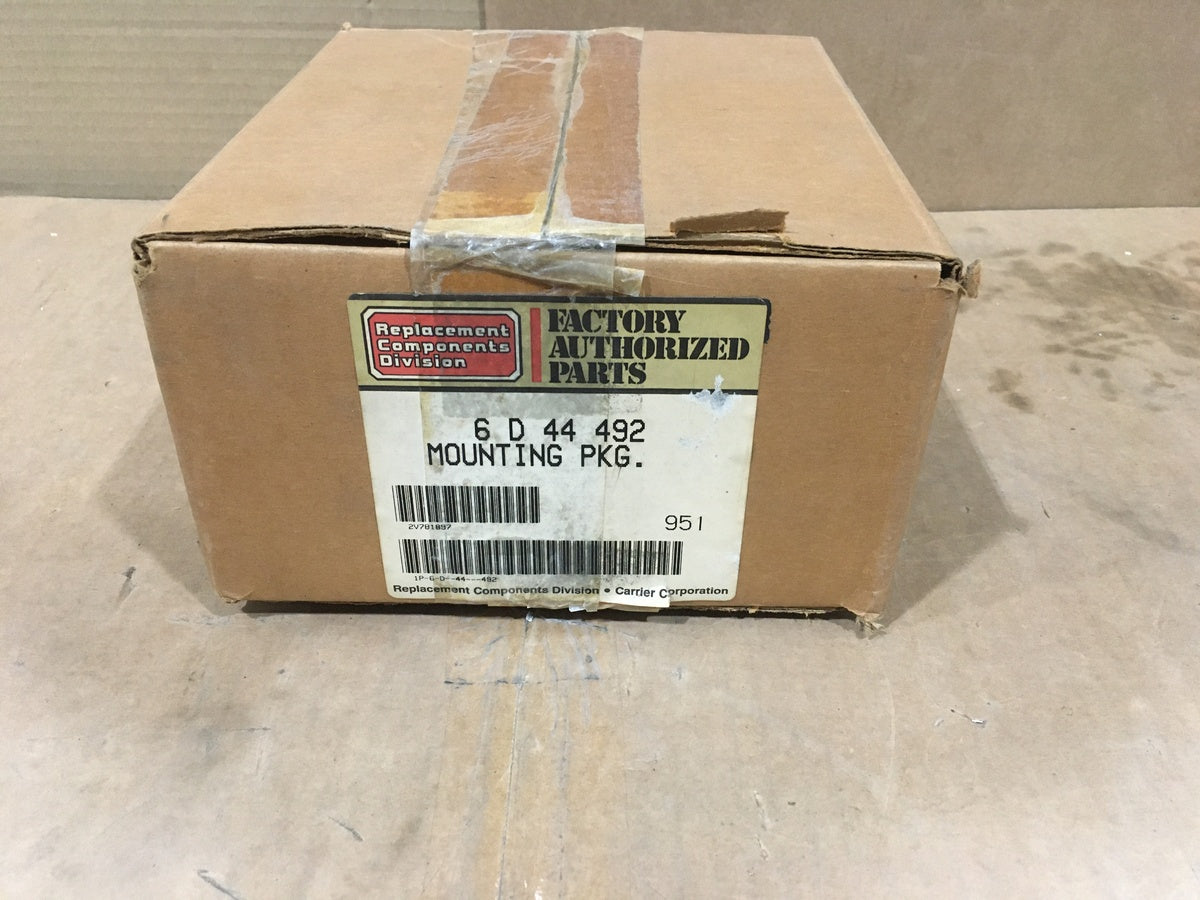 Replacement
Components
Division
FACTORY
AUTHORIZED
PARTS
6 D 44 492
MOUNTING PKG.
2V781897
951
1P-6-D--44---492
Replacement Components Division • Carrier Corporation